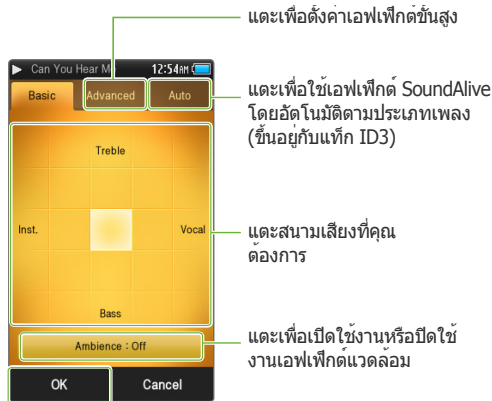 แตะเพื่อตั้งค่าเอฟเฟ็กต์ขั้นสูง
Can You Hear M
12:54AM
Basic
Advanced
Auto
แตะเพื่อใช้เอฟเฟ็กต์ SoundAlive
โดยอัตโนมัติตามประเภทเพลง
(ขึ้นอยู่กับแท็ก ID3)
Treble
Inst.
Vocal
แตะสนามเสียงที่คุณ
ต้องการ
Bass
Ambience : Off
แตะเพื่อเปิดใช้งานหรือปิดใช้
งานเอฟเฟ็กต์แวดล้อม
OK
Cancel